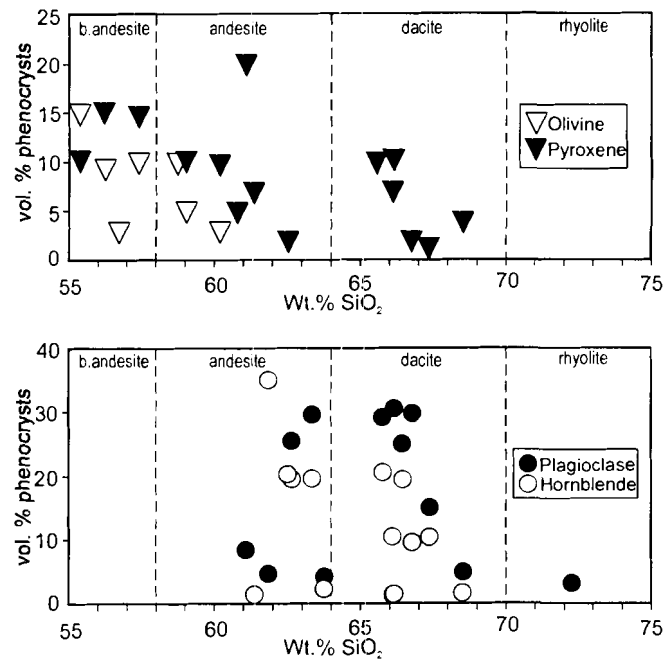 b.andesite andesite dacite rhyolite
vol. % phenocrysts
25
20
15
10
5
0
Olivine
Pyroxene
55 60 65 70 75
Wt.% SiO₂
b.andesite andesite dacite rhyolite
vol. % phenocrysts
40
30
20
10
0
Plagioclase
Hornblende
55 60 65 70 75
Wt.% SiO₂